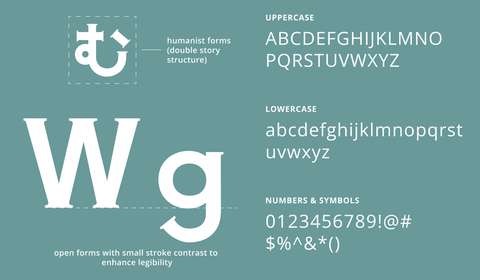 む
humanist forms
(double story
structure)
W g
open forms with small stroke contrast to
enhance legibility
UPPERCASE
ABCDEFGHIJKLMNO
PQRSTUVWXYZ
LOWERCASE
abcdefghijklmnopqrst
uvwxyz
NUMBERS & SYMBOLS
0123456789!@#
$%^&*()